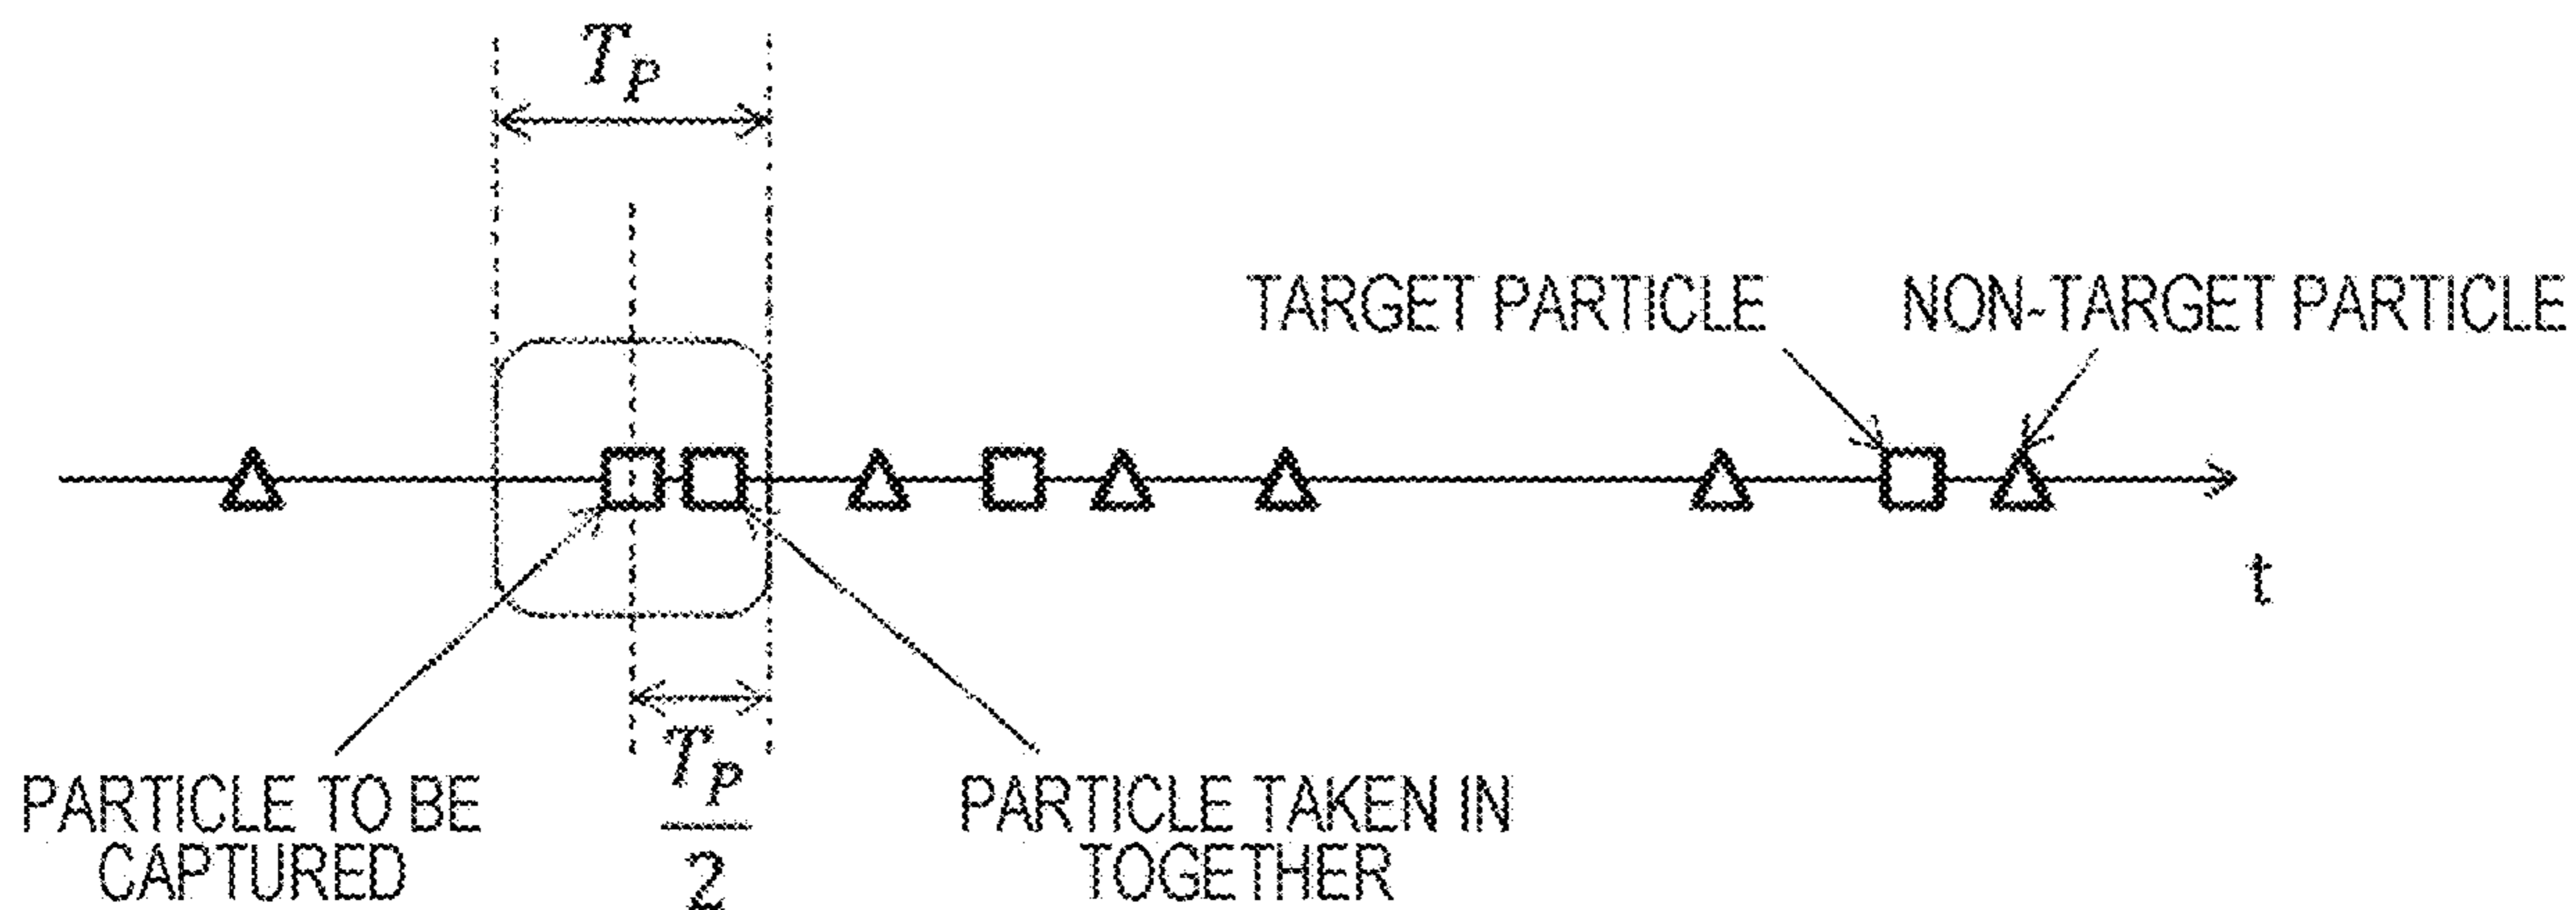 T_P
TARGET PARTICLE
NON-TARGET PARTICLE
t
T_P
2
PARTICLE TO BE
CAPTURED
PARTICLE TAKEN IN
TOGETHER